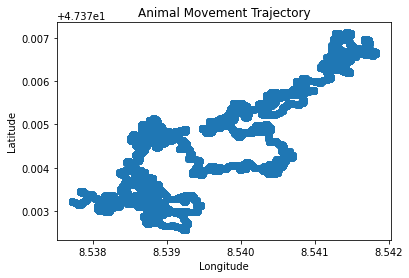 Animal Movement Trajectory
+4.737e1
0.007
0.006
0.005
0.004
0.003
Latitude
8.538 8.539 8.540 8.541 8.542
Longitude